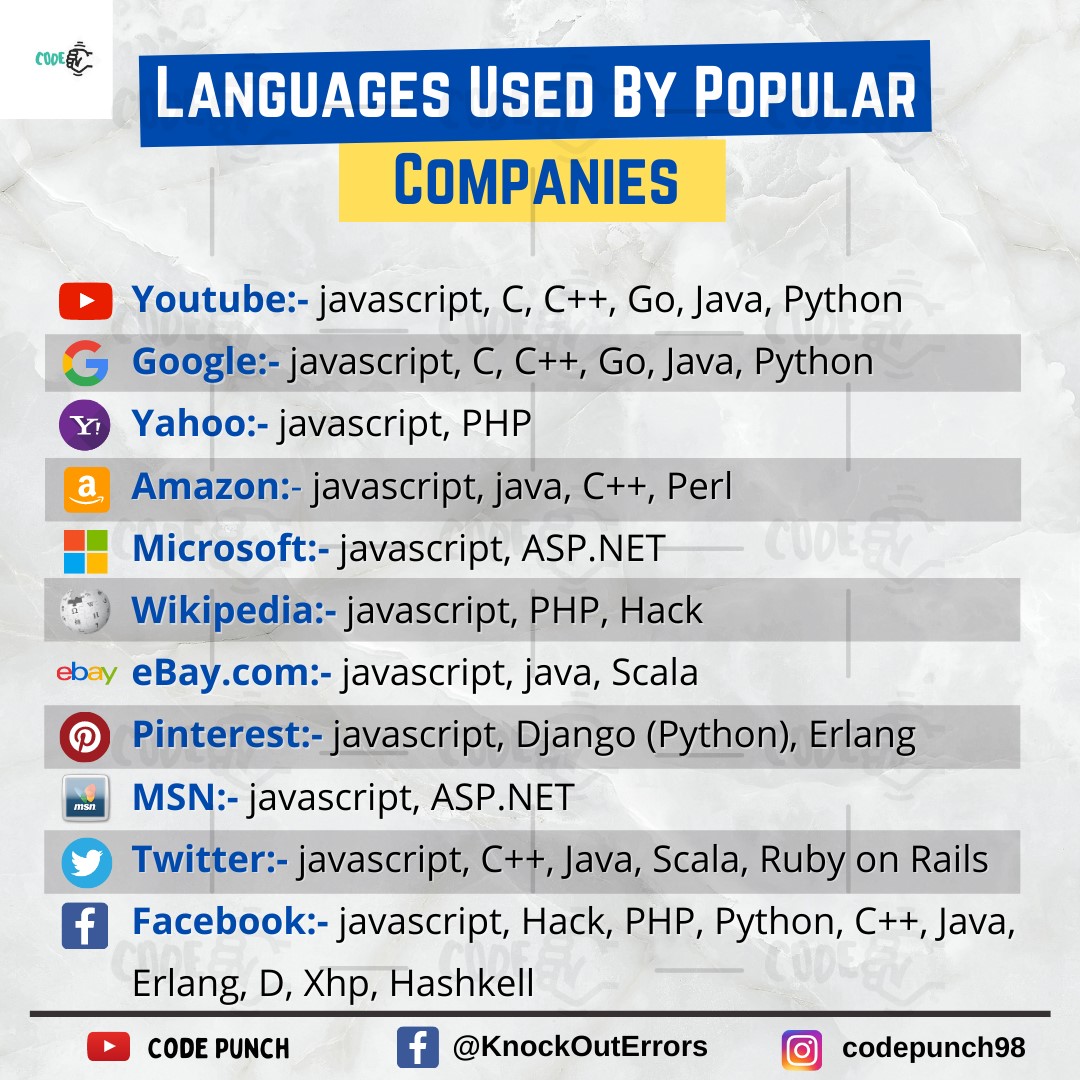 CODE
LANGUAGES USED BY POPULAR
COMPANIES
Youtube:- javascript, C, C++, Go, Java, Python
Google:- javascript, C, C++, Go, Java, Python
Y! Yahoo:- javascript, PHP
a Amazon:- javascript, java, C++, Perl
Microsoft:- javascript, ASP.NET
Wikipedia:- javascript, PHP, Hack
ebay eBay.com:- javascript, java, Scala
Pinterest:- javascript, Django (Python), Erlang
msn MSN:- javascript, ASP.NET
Twitter:- javascript, C++, Java, Scala, Ruby on Rails
f Facebook:- javascript, Hack, PHP, Python, C++, Java,
Erlang, D, Xhp, Hashkell
CODE PUNCH f @KnockOutErrors codepunch98